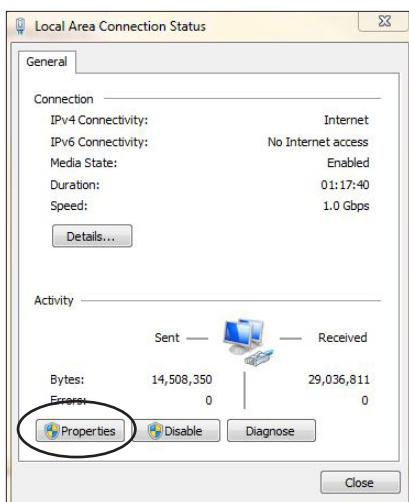 Local Area Connection Status
General
Connection
IPv4 Connectivity: Internet
IPv6 Connectivity: No Internet access
Media State: Enabled
Duration: 01:17:40
Speed: 1.0 Gbps
Details...
Activity
Sent Received
Bytes: 14,508,350 29,036,811
Errors: 0 0
Properties Disable Diagnose
Close